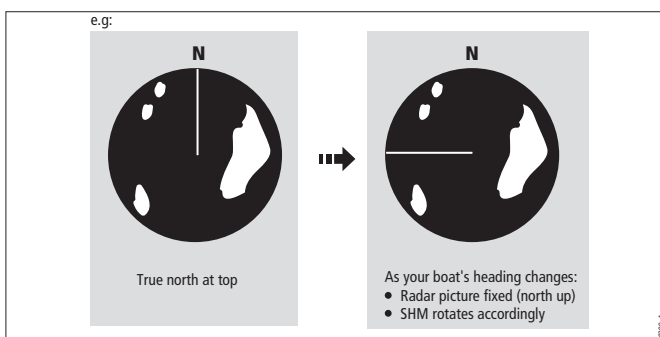 e.g:
N
True north at top
N
As your boat's heading changes:
● Radar picture fixed (north up)
● SHM rotates accordingly